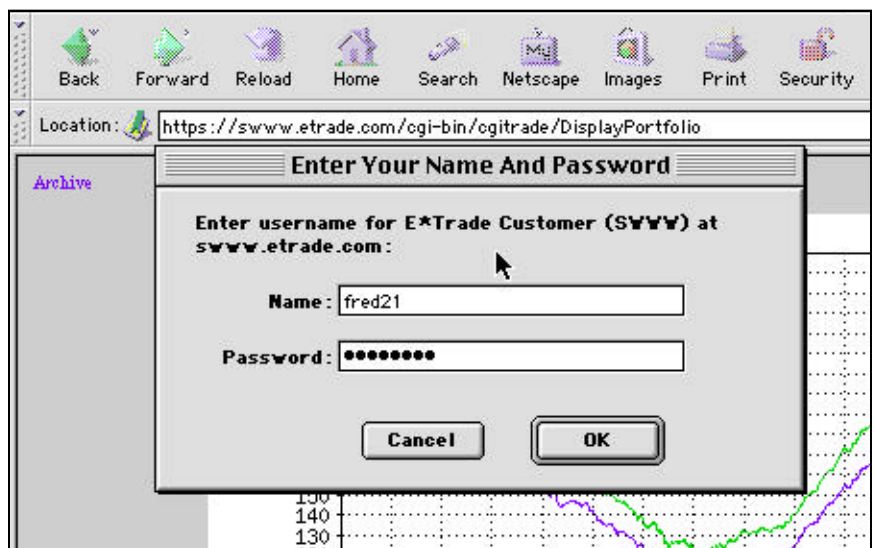 Back Forward Reload Home Search Netscape Images Print Security
My
Location: https://swww.etrade.com/cgi-bin/cgitrade/DisplayPortfolio
Archive
Enter Your Name And Password
Enter username for E*Trade Customer (SWWW) at
swww.etrade.com:
Name: fred21
Password: ●●●●●●●●
Cancel OK
150
140
130